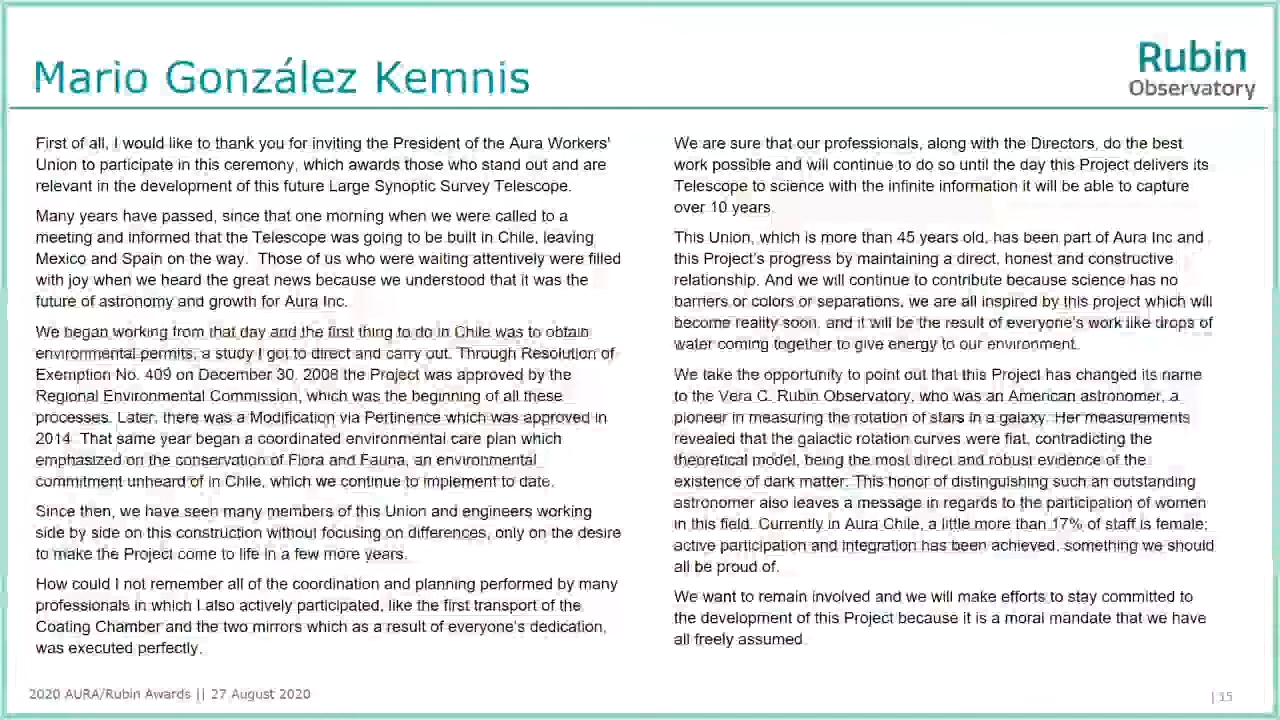 Mario González Kemnis
Rubin
Observatory
First of all, I would like to thank you for inviting the President of the Aura Workers'
Union to participate in this ceremony, which awards those who stand out and are
relevant in the development of this future Large Synoptic Survey Telescope.
Many years have passed, since that one morning when we were called to a
meeting and informed that the Telescope was going to be built in Chile, leaving
Mexico and Spain on the way. Those of us who were waiting attentively were filled
with joy when we heard the great news because we understood that it was the
future of astronomy and growth for Aura Inc.
We began working from that day and the first thing to do in Chile was to obtain
environmental permits, a study I got to direct and carry out. Through Resolution of
Exemption No. 409 on December 30, 2008 the Project was approved by the
Regional Environmental Commission, which was the beginning of all these
processes. Later, there was a Modification via Pertinence which was approved in
2014. That same year began a coordinated environmental care plan which
emphasized on the conservation of Flora and Fauna, an environmental
commitment unheard of in Chile, which we continue to implement to date.
Since then, we have seen many members of this Union and engineers working
side by side on this construction without focusing on differences, only on the desire
to make the Project come to life in a few more years.
How could I not remember all of the coordination and planning performed by many
professionals in which I also actively participated, like the first transport of the
Coating Chamber and the two mirrors which as a result of everyone's dedication,
was executed perfectly.
We are sure that our professionals, along with the Directors, do the best
work possible and will continue to do so until the day this Project delivers its
Telescope to science with the infinite information it will be able to capture
over 10 years.
This Union, which is more than 45 years old, has been part of Aura Inc and
this Project's progress by maintaining a direct, honest and constructive
relationship. And we will continue to contribute because science has no
barriers or colors or separations, we are all inspired by this project which will
become reality soon, and it will be the result of everyone's work like drops of
water coming together to give energy to our environment.
We take the opportunity to point out that this Project has changed its name
to the Vera C. Rubin Observatory, who was an American astronomer, a
pioneer in measuring the rotation of stars in a galaxy. Her measurements
revealed that the galactic rotation curves were flat, contradicting the
theoretical model, being the most direct and robust evidence of the
existence of dark matter. This honor of distinguishing such an outstanding
astronomer also leaves a message in regards to the participation of women
in this field. Currently in Aura Chile, a little more than 17% of staff is female;
active participation and integration has been achieved, something we should
all be proud of.
We want to remain involved and we will make efforts to stay committed to
the development of this Project because it is a moral mandate that we have
all freely assumed.
2020 AURA/Rubin Awards || 27 August 2020
| 15